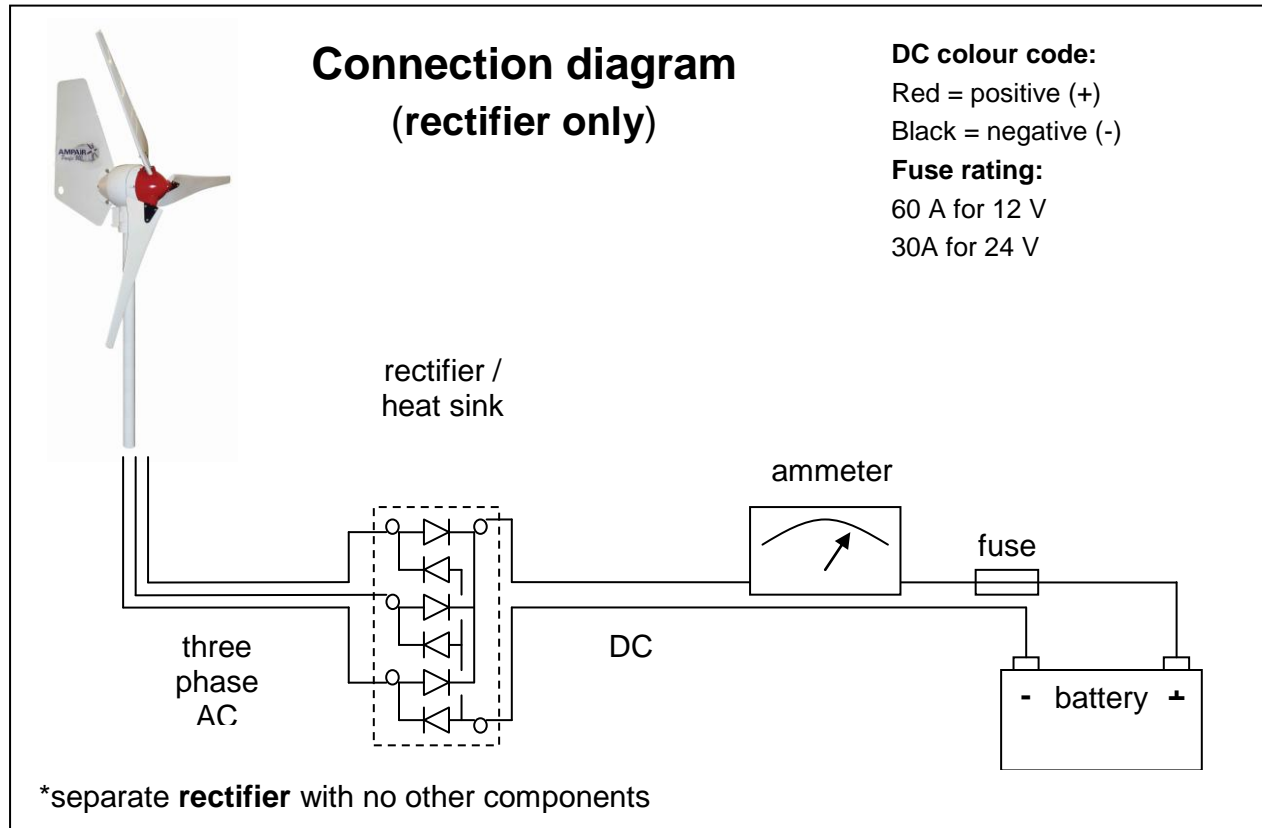 Connection diagram
(rectifier only)
DC colour code:
Red = positive (+)
Black = negative (-)
Fuse rating:
60 A for 12 V
30A for 24 V
AMPAIR
rectifier /
heat sink
ammeter
fuse
three
phase
AC
DC
- battery +
*separate rectifier with no other components